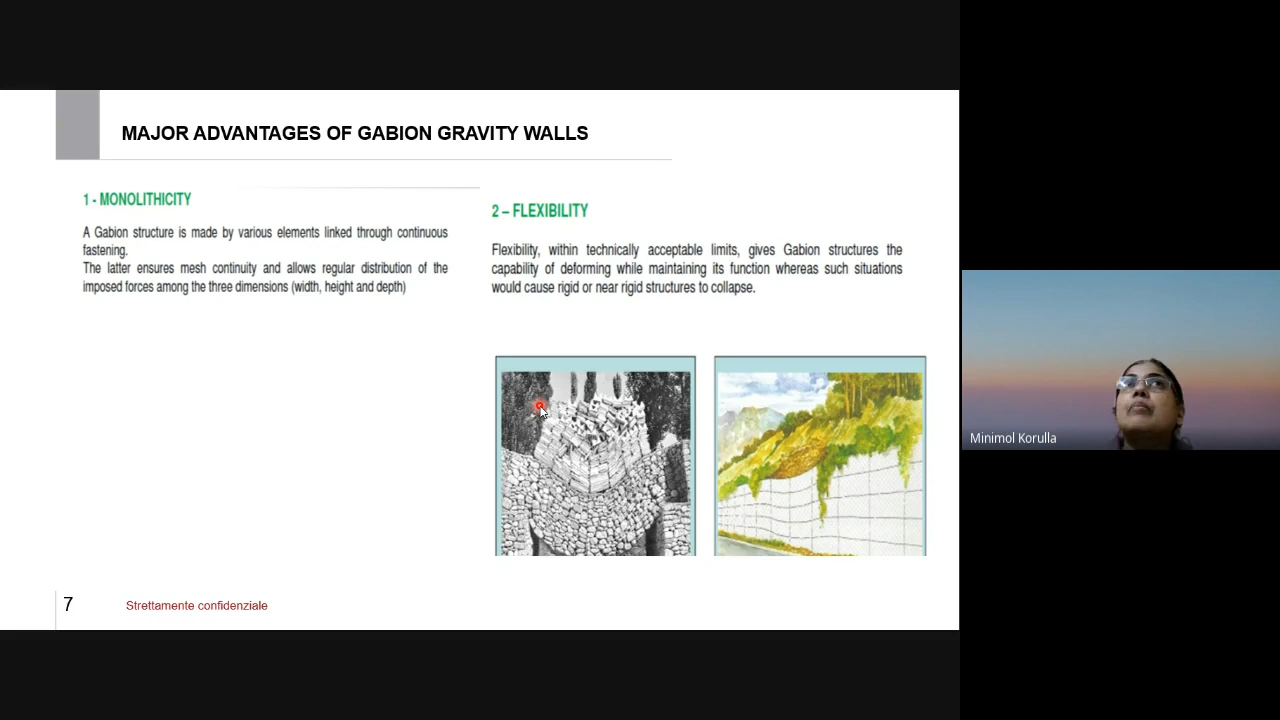 MAJOR ADVANTAGES OF GABION GRAVITY WALLS
1 - MONOLITHICITY
A Gabion structure is made by various elements linked through continuous
fastening.
The latter ensures mesh continuity and allows regular distribution of the
imposed forces among the three dimensions (width, height and depth)
2 – FLEXIBILITY
Flexibility, within technically acceptable limits, gives Gabion structures the
capability of deforming while maintaining its function whereas such situations
would cause rigid or near rigid structures to collapse.
7
Strettamente confidenziale
Minimol Korulla